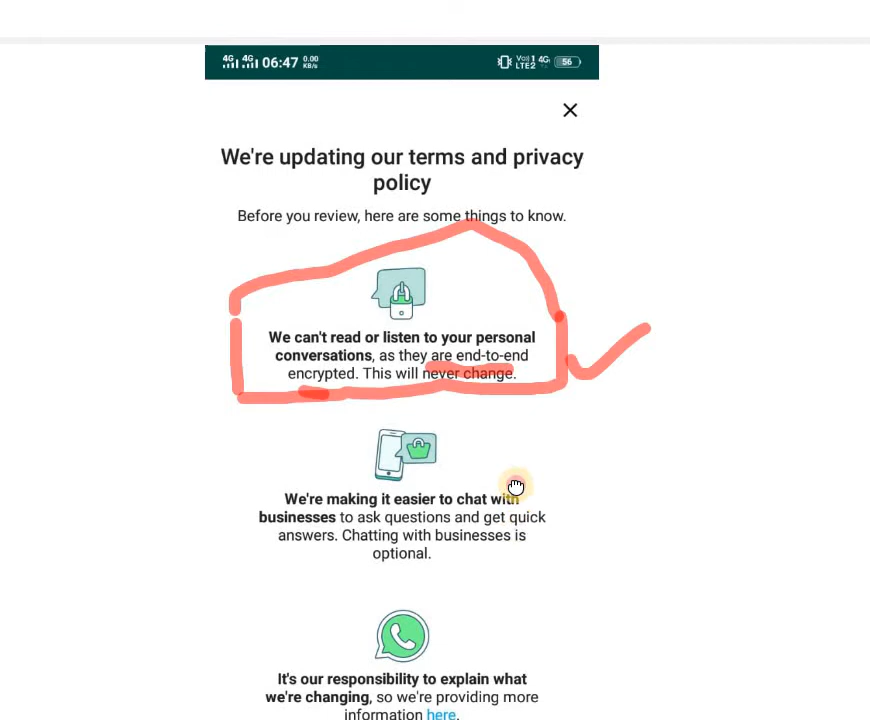 4G 4G 06:47 0.00 KB/s Vo 1 4G LTE2 56
We're updating our terms and privacy
policy
Before you review, here are some things to know.
We can't read or listen to your personal
conversations, as they are end-to-end
encrypted. This will never change.
We're making it easier to chat with
businesses to ask questions and get quick
answers. Chatting with businesses is
optional.
It's our responsibility to explain what
we're changing, so we're providing more
information here.